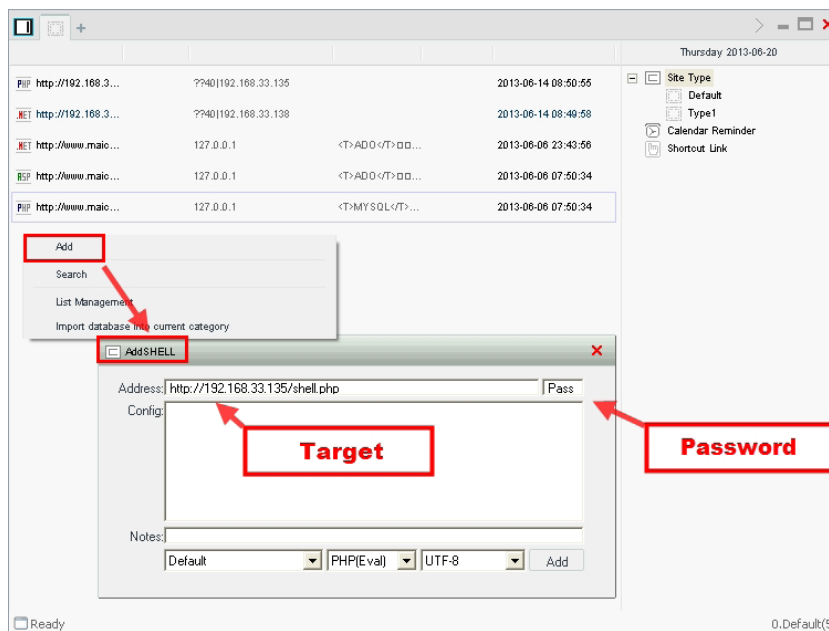 Thursday 2013-06-20
PHP http://192.168.3... ??40|192.168.33.135 2013-06-14 08:50:55
.NET http://192.168.3... ??40|192.168.33.138 2013-06-14 08:49:58
.NET http://www.maic... 127.0.0.1 <T>ADO</T>□□... 2013-06-06 23:43:56
ASP http://www.maic... 127.0.0.1 <T>ADO</T>□□... 2013-06-06 07:50:34
PHP http://www.maic... 127.0.0.1 <T>MYSQL</T>... 2013-06-06 07:50:34
Site Type
Default
Type1
Calendar Reminder
Shortcut Link
Add
Search
List Management
Import database into current category
AddSHELL
Address: http://192.168.33.135/shell.php Pass
Config:
Target
Password
Notes:
Default PHP(Eval) UTF-8 Add
Ready 0.Default(5